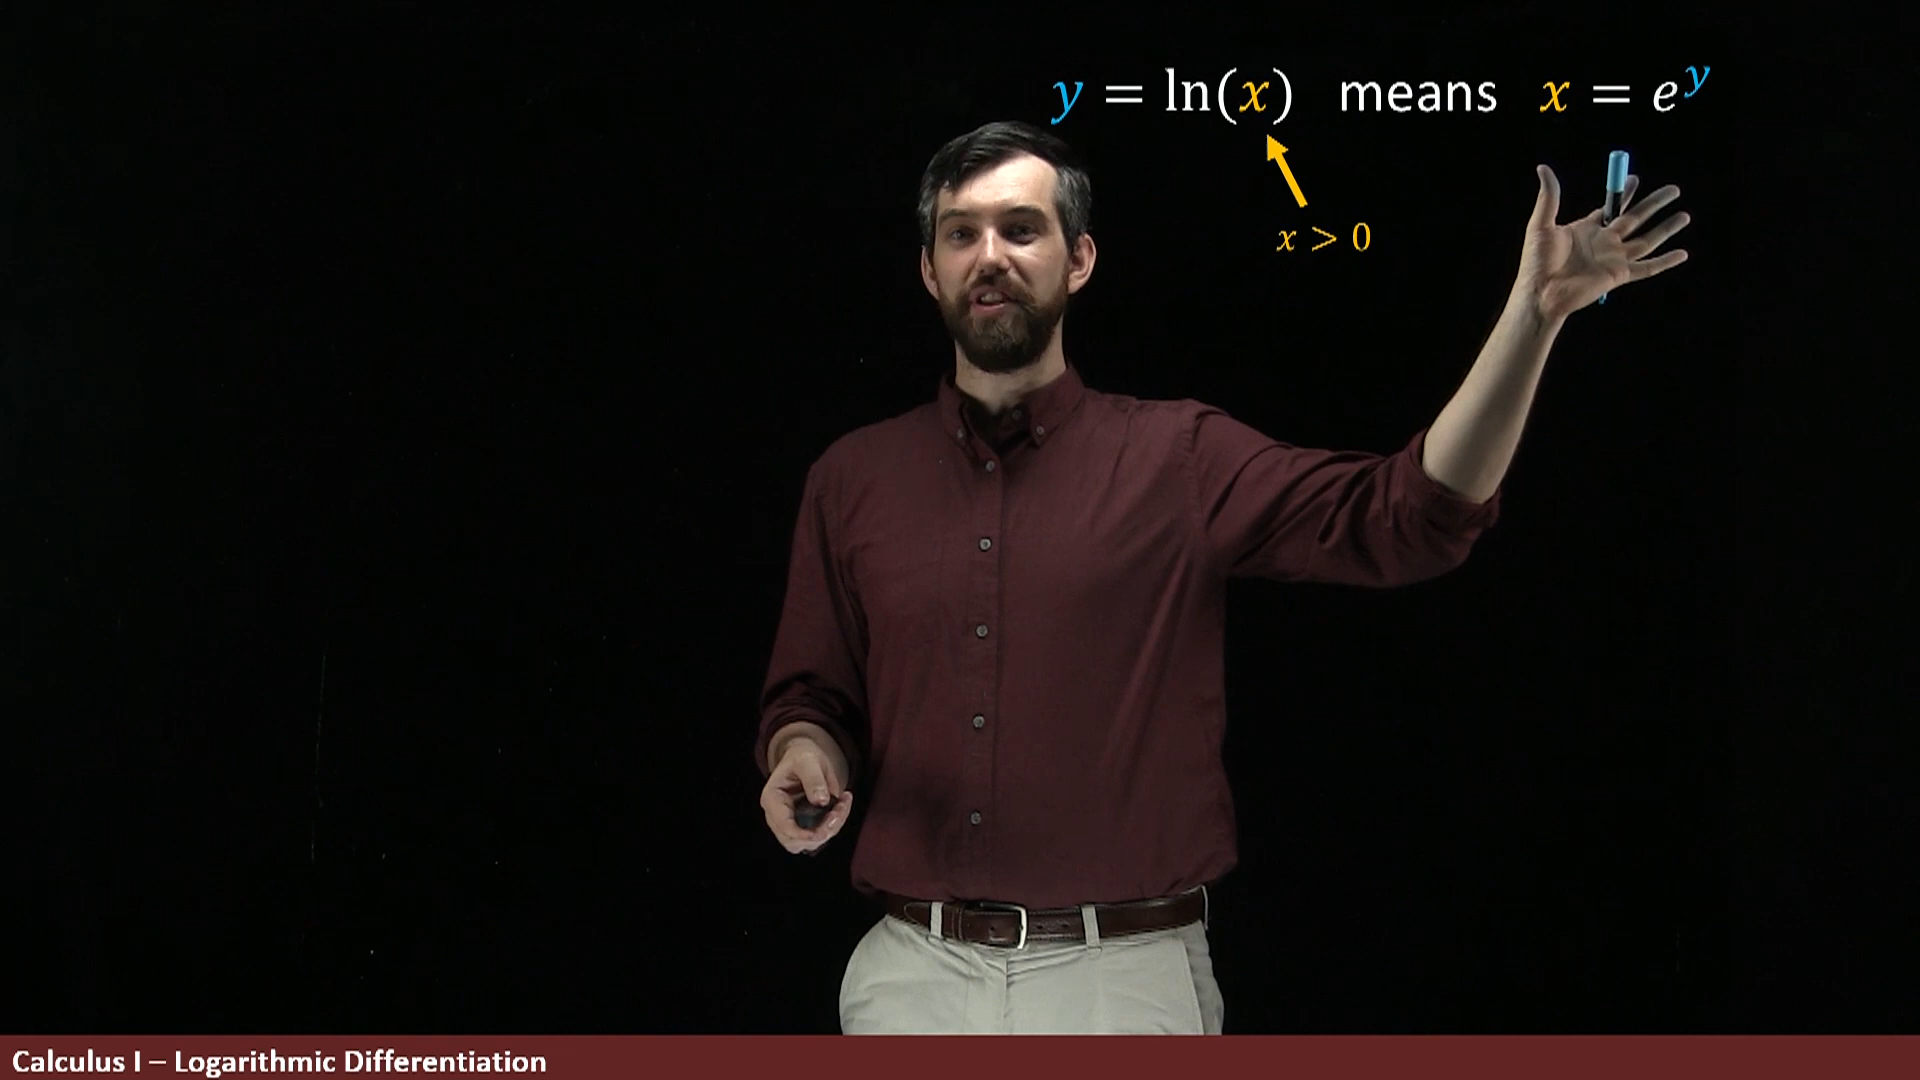 y = ln(x) means x = e^y
x > 0
Calculus I – Logarithmic Differentiation